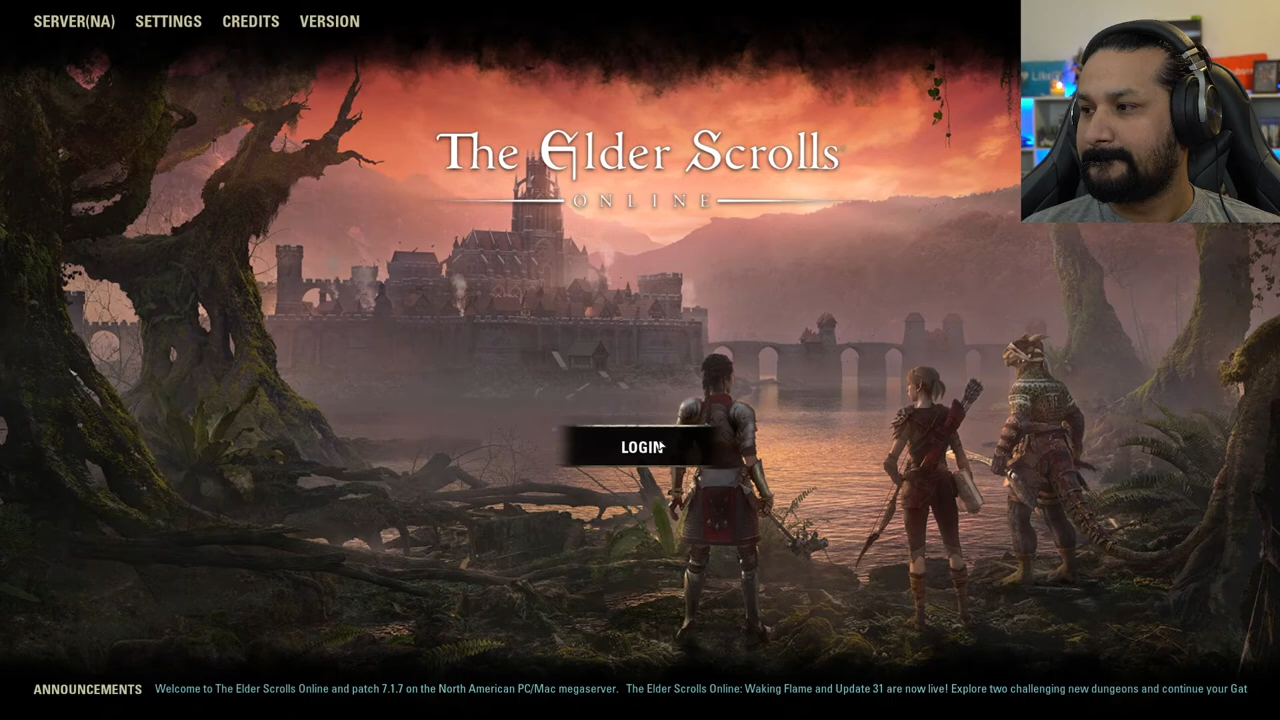 SERVER(NA) SETTINGS CREDITS VERSION
The Elder Scrolls
ONLINE
LOGIN
ANNOUNCEMENTS Welcome to The Elder Scrolls Online and patch 7.1.7 on the North American PC/Mac megaserver. The Elder Scrolls Online: Waking Flame and Update 31 are now live! Explore two challenging new dungeons and continue your Gat